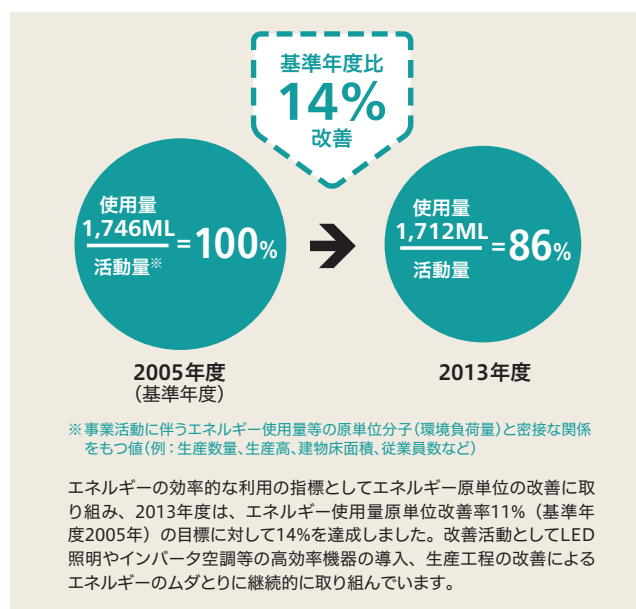 基準年度比
14%
改善
使用量
1,746ML
活動量※
=100%
使用量
1,712ML
活動量
=86%
2005年度
(基準年度)
2013年度
※事業活動に伴うエネルギー使用量等の原単位分子(環境負荷量)と密接な関係
をもつ値(例:生産数量、生産高、建物床面積、従業員数など)
エネルギーの効率的な利用の指標としてエネルギー原単位の改善に取
り組み、2013年度は、エネルギー使用量原単位改善率11%（基準年
度2005年）の目標に対して14%を達成しました。改善活動としてLED
照明やインバータ空調等の高効率機器の導入、生産工程の改善による
エネルギーのムダとりに継続的に取り組んでいます。